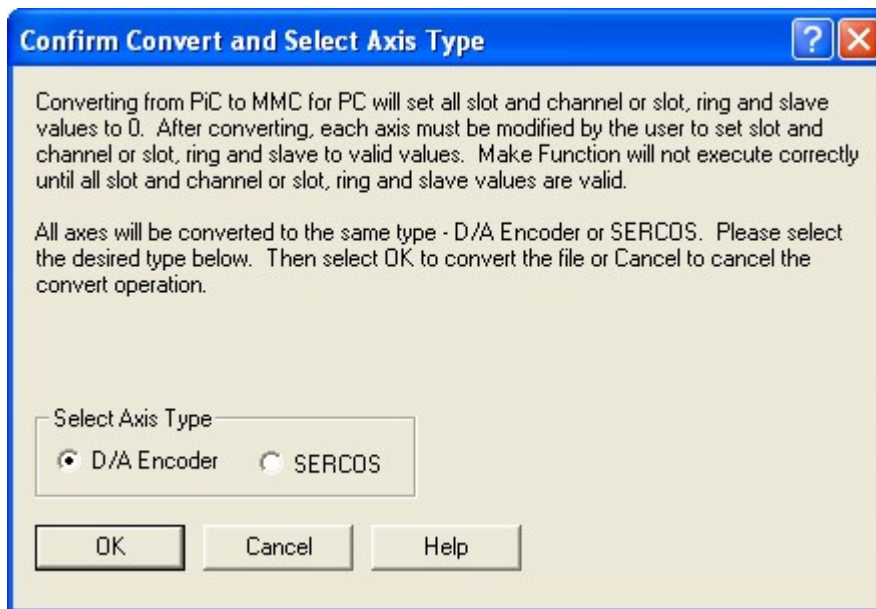 Confirm Convert and Select Axis Type
Converting from PiC to MMC for PC will set all slot and channel or slot, ring and slave
values to 0.  After converting, each axis must be modified by the user to set slot and
channel or slot, ring and slave to valid values.  Make Function will not execute correctly
until all slot and channel or slot, ring and slave values are valid.
All axes will be converted to the same type - D/A Encoder or SERCOS.  Please select
the desired type below.  Then select OK to convert the file or Cancel to cancel the
convert operation.
Select Axis Type
D/A Encoder SERCOS
OK Cancel Help